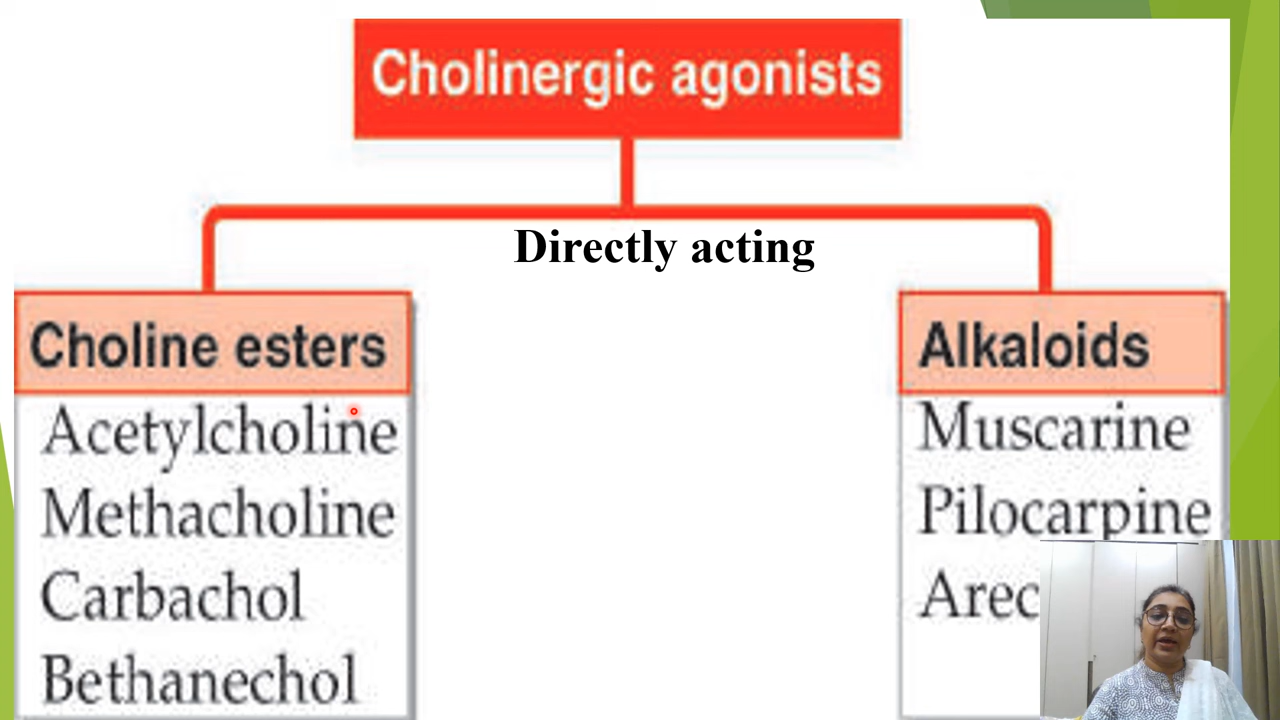 Cholinergic agonists
Directly acting
Choline esters
Acetylcholine
Methacholine
Carbachol
Bethanechol
Alkaloids
Muscarine
Pilocarpine